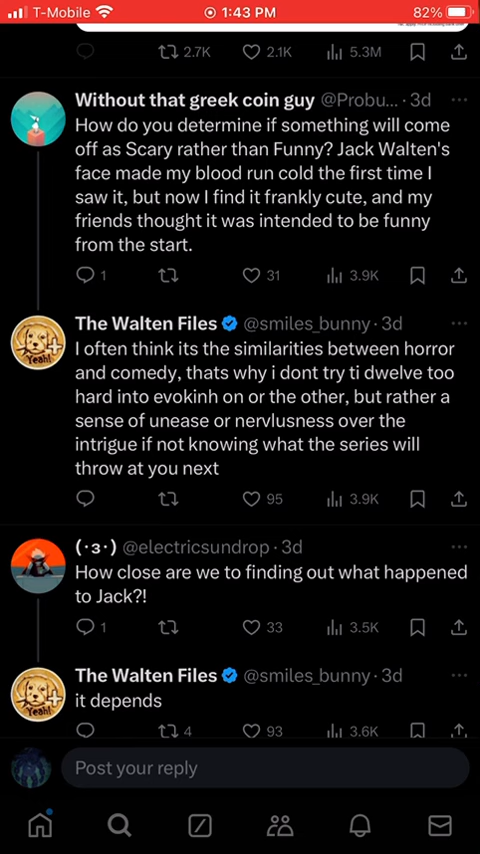 T-Mobile 1:43 PM 82%
2.7K 2.1K 5.3M
Without that greek coin guy @Probu... · 3d
How do you determine if something will come
off as Scary rather than Funny? Jack Walten's
face made my blood run cold the first time I
saw it, but now I find it frankly cute, and my
friends thought it was intended to be funny
from the start.
1 31 3.9K
The Walten Files @smiles_bunny · 3d
I often think its the similarities between horror
and comedy, thats why i dont try ti dwelve too
hard into evokinh on or the other, but rather a
sense of unease or nervlusness over the
intrigue if not knowing what the series will
throw at you next
95 3.9K
(·з·) @electricsundrop · 3d
How close are we to finding out what happened
to Jack?!
1 33 3.5K
The Walten Files @smiles_bunny · 3d
it depends
4 93 3.6K
Post your reply
Yeah!
Yeah!